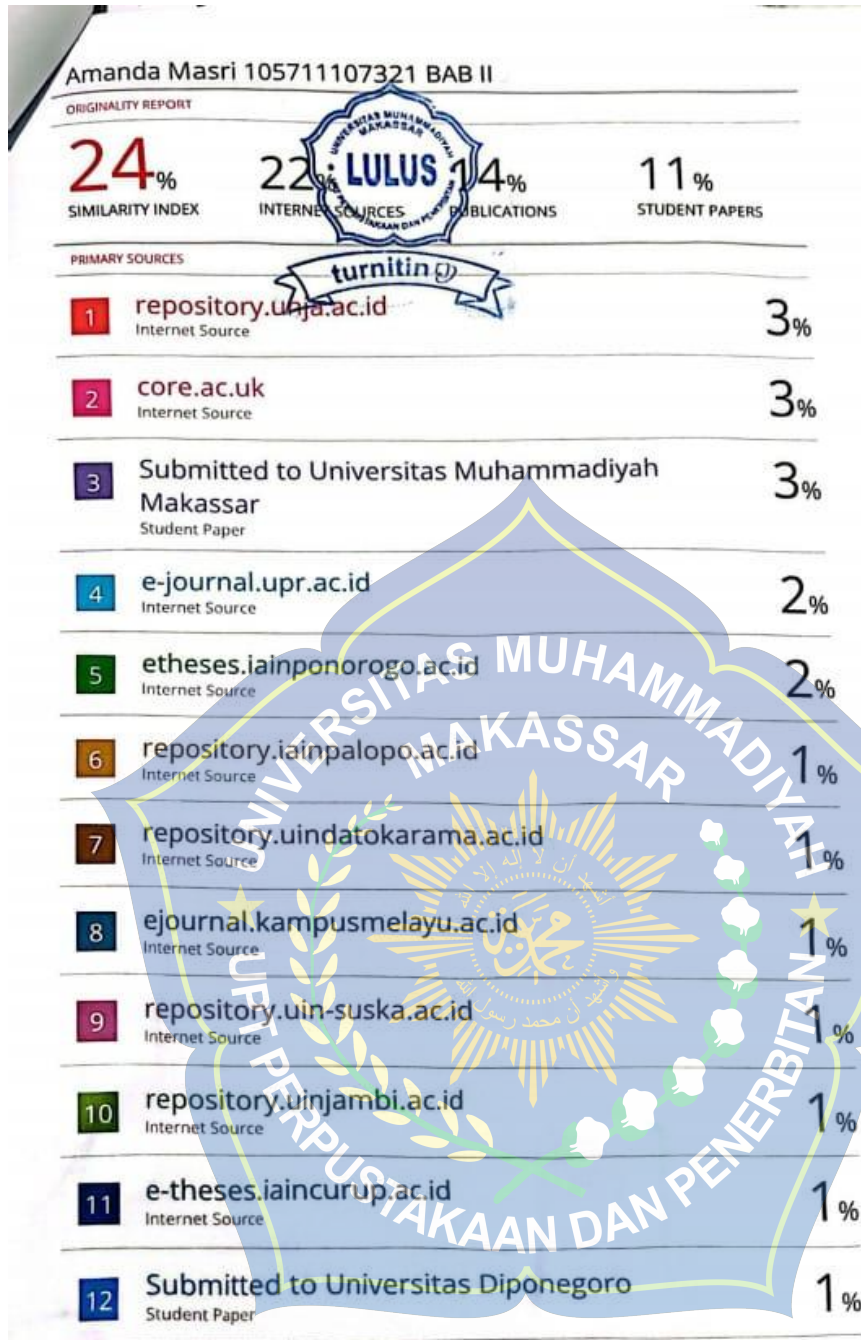 Amanda Masri 105711107321 BAB II
ORIGINALITY REPORT
24%
SIMILARITY INDEX
22%
INTERNET SOURCES
14%
PUBLICATIONS
11%
STUDENT PAPERS
UNIVERSITAS MUHAMMADIYAH
MAKASSAR
LULUS
turnitin
PRIMARY SOURCES
1
repository.unja.ac.id
Internet Source
3%
2
core.ac.uk
Internet Source
3%
3
Submitted to Universitas Muhammadiyah
Makassar
Student Paper
3%
4
e-journal.upr.ac.id
Internet Source
2%
5
etheses.iainponorogo.ac.id
Internet Source
2%
6
repository.iainpalopo.ac.id
Internet Source
1%
7
repository.uindatokarama.ac.id
Internet Source
1%
8
ejournal.kampusmelayu.ac.id
Internet Source
1%
9
repository.uin-suska.ac.id
Internet Source
1%
10
repository.uinjambi.ac.id
Internet Source
1%
11
e-theses.iaincurup.ac.id
Internet Source
1%
12
Submitted to Universitas Diponegoro
Student Paper
1%
UNIVERSITAS MUHAMMADIYAH
MAKASSAR
UPT PERPUSTAKAAN DAN PENERBITAN